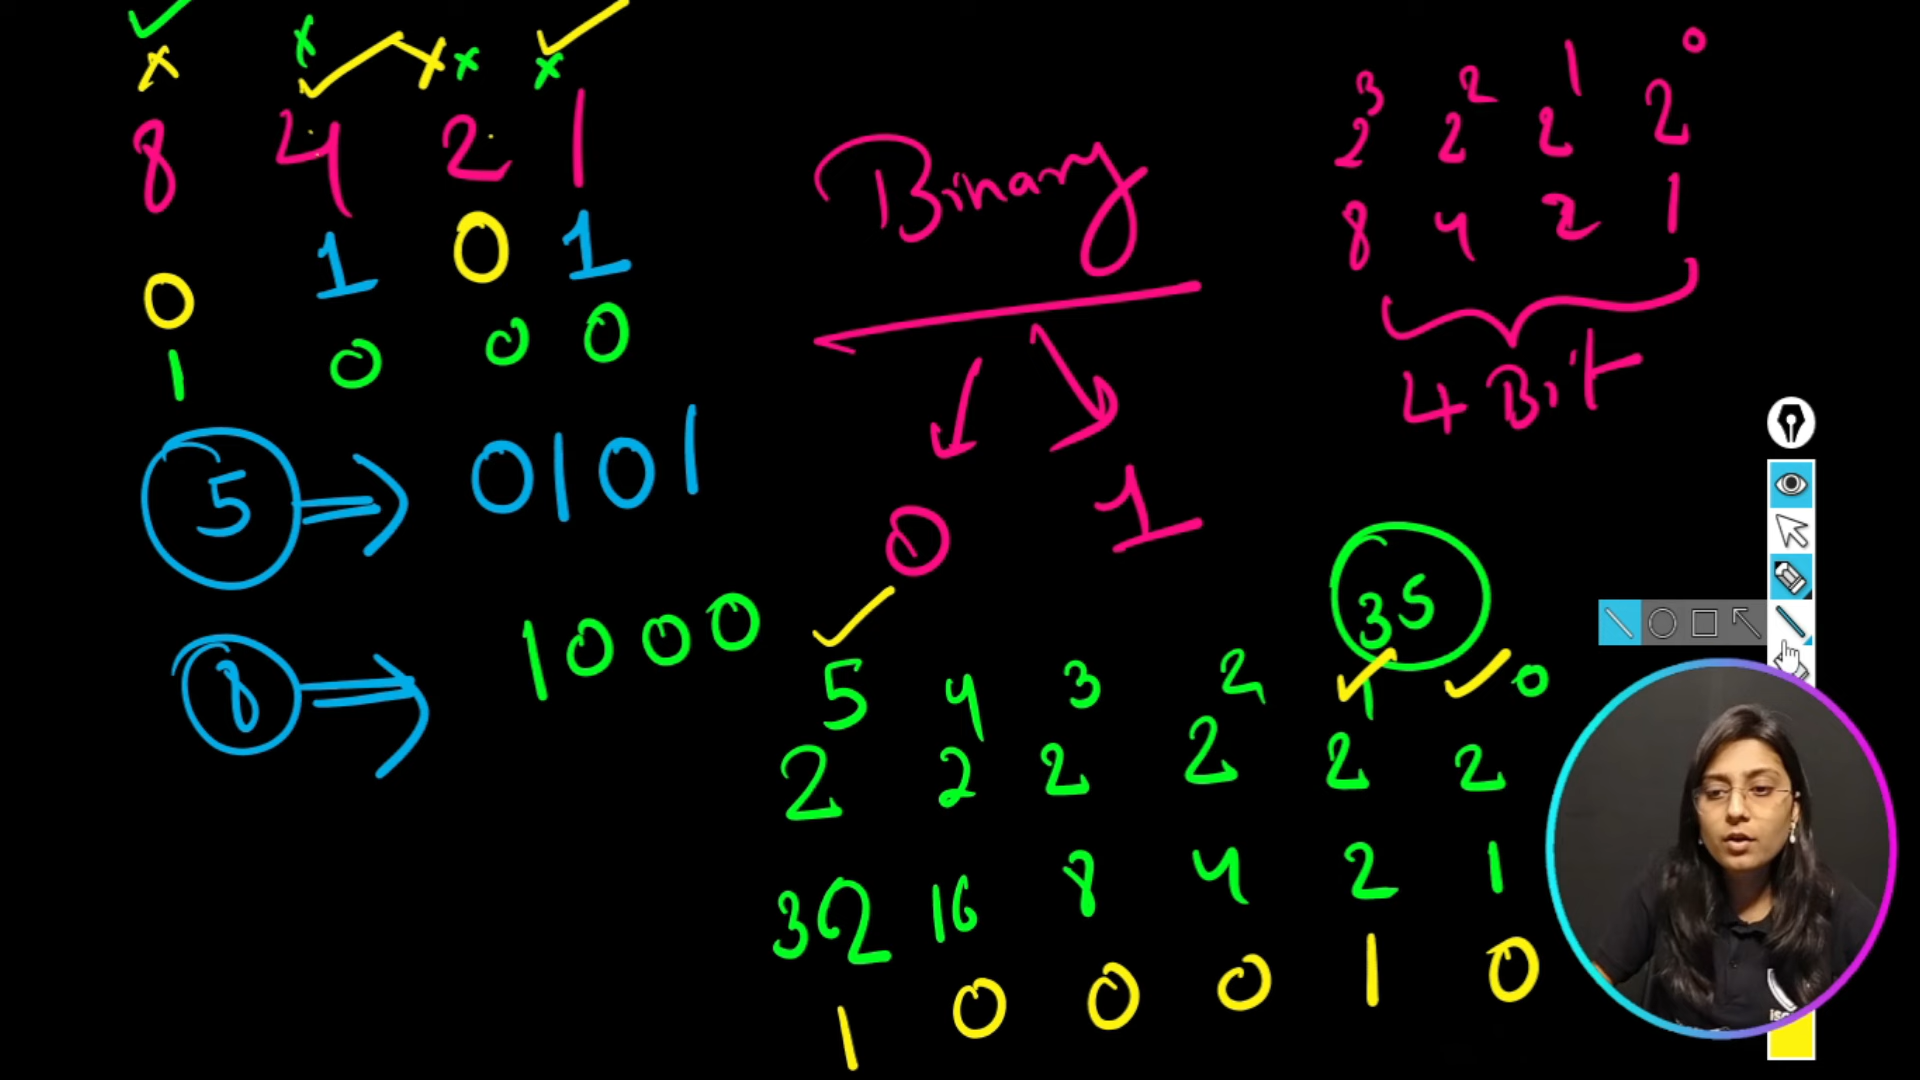 8 4 2 1
0 1 0 1
1 0 0 0
5 ⇒ 0101
8 ⇒ 1000
Binary
0 1
2³ 2² 2¹ 2⁰
8 4 2 1
4 Bit
35
2⁵ 2⁴ 2³ 2² 2¹ 2⁰
32 16 8 4 2 1
1 0 0 0 1 0